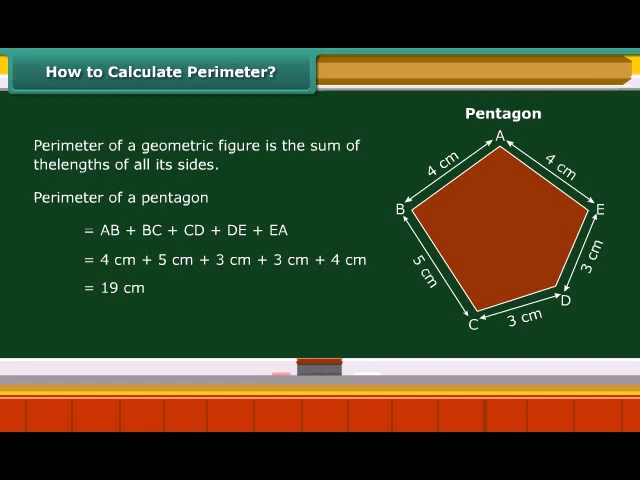 How to Calculate Perimeter?
Pentagon
Perimeter of a geometric figure is the sum of
thelengths of all its sides.
Perimeter of a pentagon
= AB + BC + CD + DE + EA
= 4 cm + 5 cm + 3 cm + 3 cm + 4 cm
= 19 cm
A
4 cm
4 cm
B
E
5 cm
3 cm
D
C
3 cm